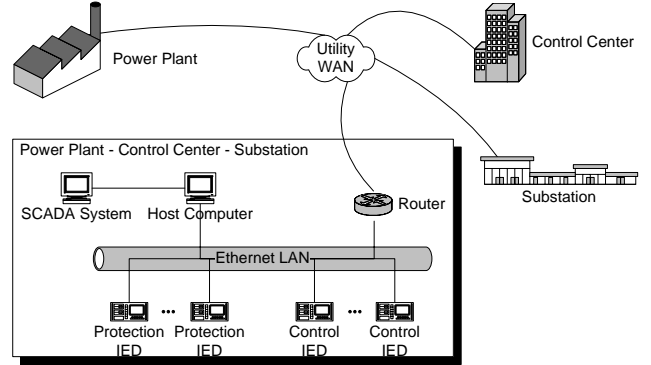 Power Plant
Utility
WAN
Control Center
Power Plant - Control Center - Substation
SCADA System
Host Computer
Router
Substation
Ethernet LAN
Protection
IED
...
Protection
IED
Control
IED
...
Control
IED